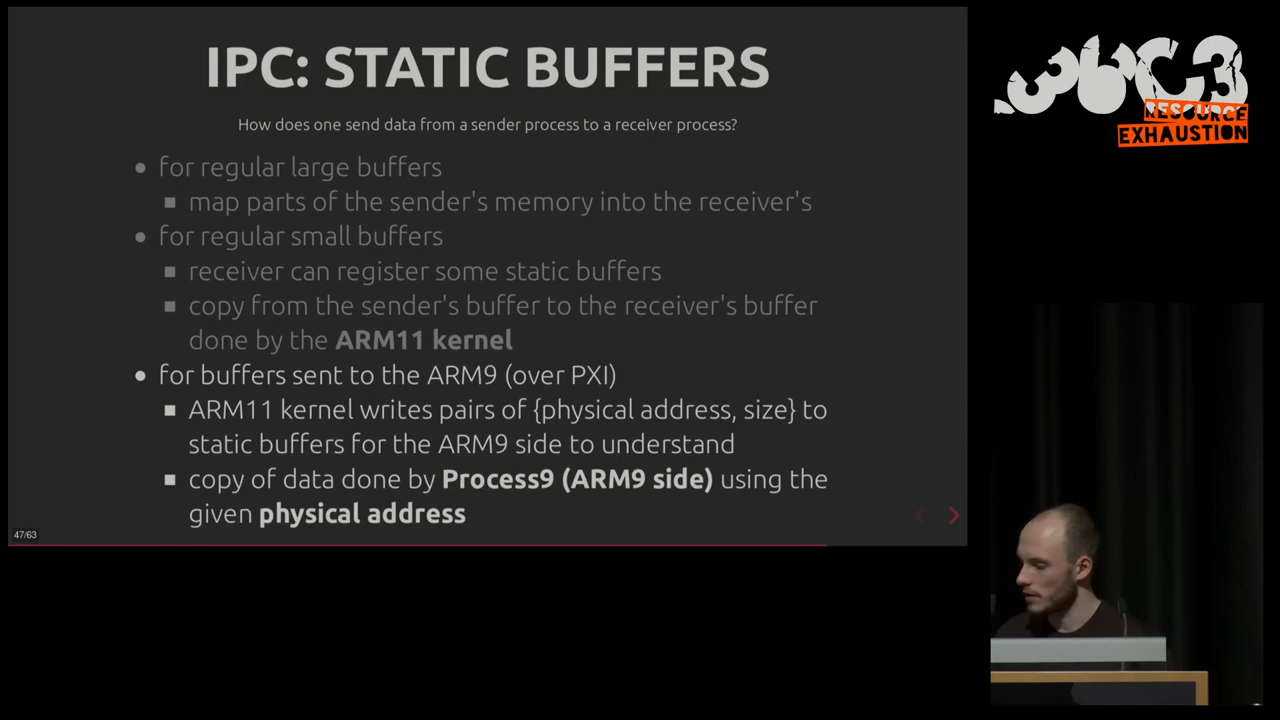 IPC: STATIC BUFFERS
How does one send data from a sender process to a receiver process?
● for regular large buffers
■ map parts of the sender's memory into the receiver's
● for regular small buffers
■ receiver can register some static buffers
■ copy from the sender's buffer to the receiver's buffer
done by the ARM11 kernel
● for buffers sent to the ARM9 (over PXI)
■ ARM11 kernel writes pairs of {physical address, size} to
static buffers for the ARM9 side to understand
■ copy of data done by Process9 (ARM9 side) using the
given physical address
47/63
36C3
RESOURCE
EXHAUSTION